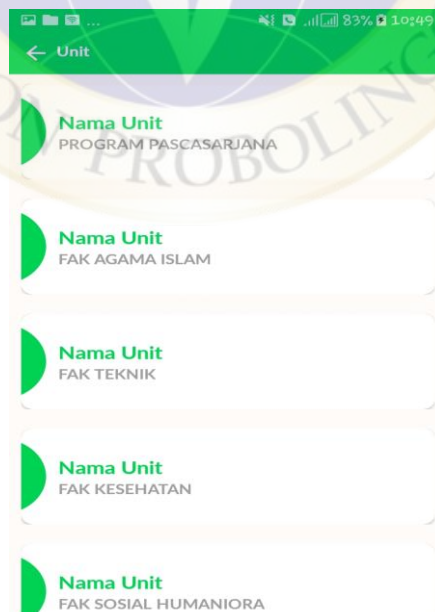 ... 83% 10:49
← Unit
Nama Unit
PROGRAM PASCASARJANA
Nama Unit
FAK AGAMA ISLAM
Nama Unit
FAK TEKNIK
Nama Unit
FAK KESEHATAN
Nama Unit
FAK SOSIAL HUMANIORA
PROBOLING